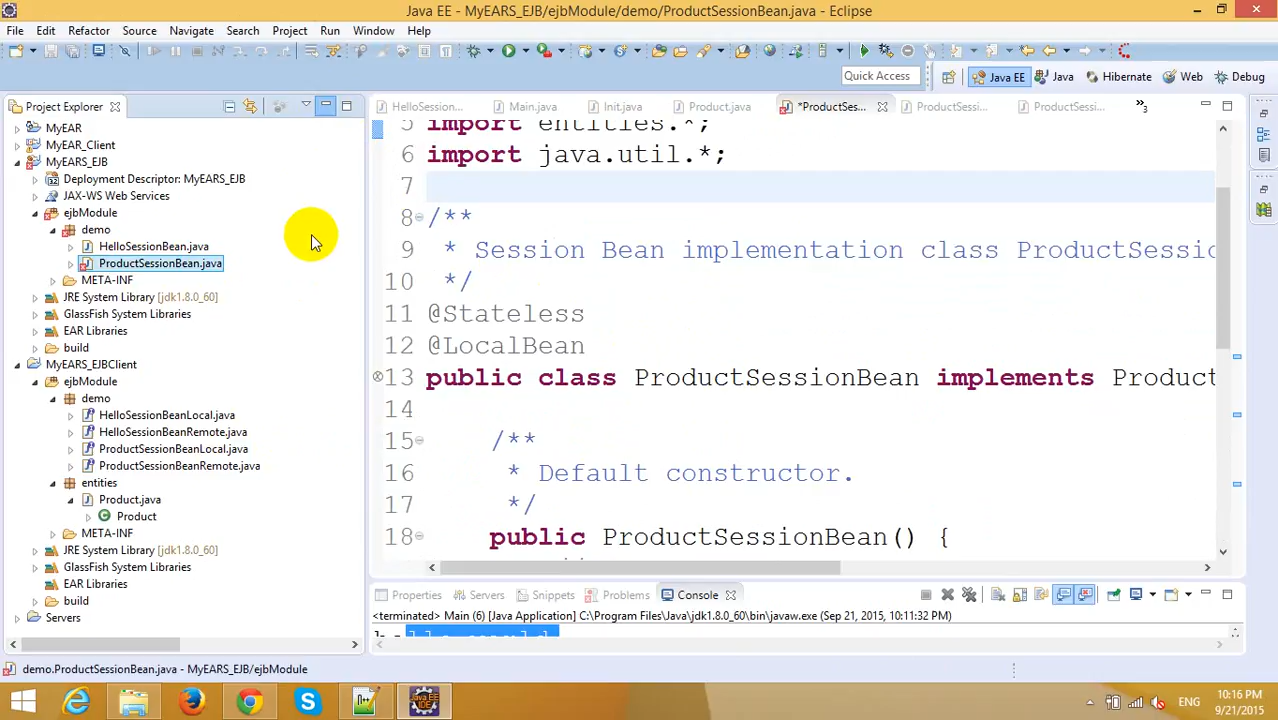 Java EE - MyEARS_EJB/ejbModule/demo/ProductSessionBean.java - Eclipse
File Edit Refactor Source Navigate Search Project Run Window Help
Quick Access
Java EE Java Hibernate Web Debug
Project Explorer
HelloSession... Main.java Init.java Product.java *ProductSes... ProductSessi... ProductSessi... »3
MyEAR
MyEAR_Client
MyEARS_EJB
Deployment Descriptor: MyEARS_EJB
JAX-WS Web Services
ejbModule
demo
HelloSessionBean.java
ProductSessionBean.java
META-INF
JRE System Library [jdk1.8.0_60]
GlassFish System Libraries
EAR Libraries
build
MyEARS_EJBClient
ejbModule
demo
HelloSessionBeanLocal.java
HelloSessionBeanRemote.java
ProductSessionBeanLocal.java
ProductSessionBeanRemote.java
entities
Product.java
Product
META-INF
JRE System Library [jdk1.8.0_60]
GlassFish System Libraries
EAR Libraries
build
Servers
5 import entities.*;
6 import java.util.*;
7
8 /**
9 * Session Bean implementation class ProductSessio
10 */
11 @Stateless
12 @LocalBean
13 public class ProductSessionBean implements Product
14
15 /**
16 * Default constructor.
17 */
18 public ProductSessionBean() {
Properties Servers Snippets Problems Console
<terminated> Main (6) [Java Application] C:\Program Files\Java\jdk1.8.0_60\bin\javaw.exe (Sep 21, 2015, 10:11:32 PM)
demo.ProductSessionBean.java - MyEARS_EJB/ejbModule
ENG
10:16 PM
9/21/2015